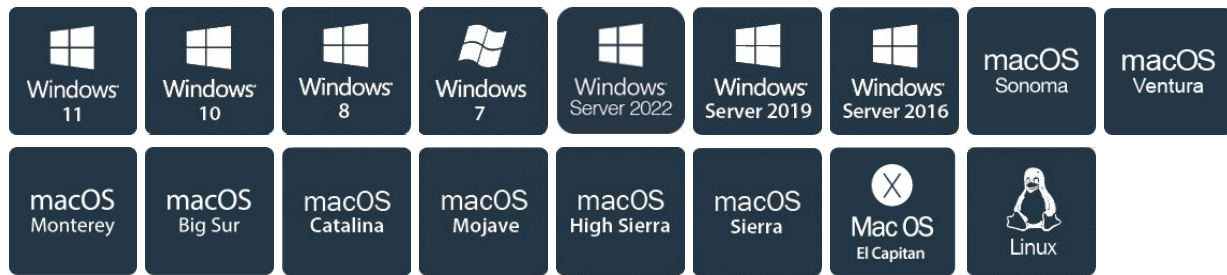 Windows
11
Windows
10
Windows
8
Windows
7
Windows
Server 2022
Windows
Server 2019
Windows
Server 2016
macOS
Sonoma
macOS
Ventura
macOS
Monterey
macOS
Big Sur
macOS
Catalina
macOS
Mojave
macOS
High Sierra
macOS
Sierra
X
Mac OS
El Capitan
Linux